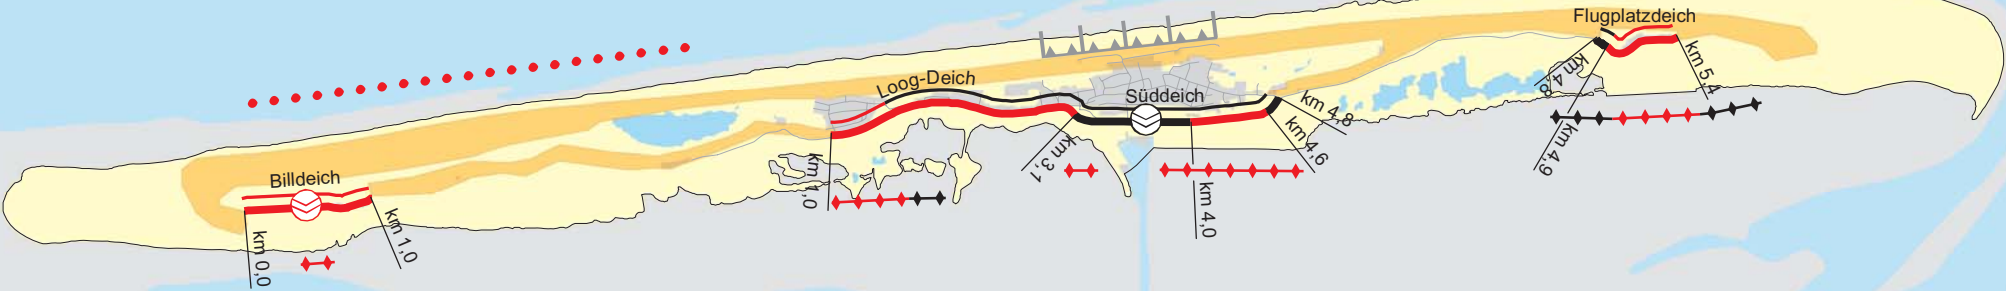 Billdeich
km 0,0
km 1,0
Loog-Deich
km 1,0
km 3,1
Süddeich
km 4,0
km 4,6
km 4,8
Flugplatzdeich
km 4,8
km 4,9
km 5,4